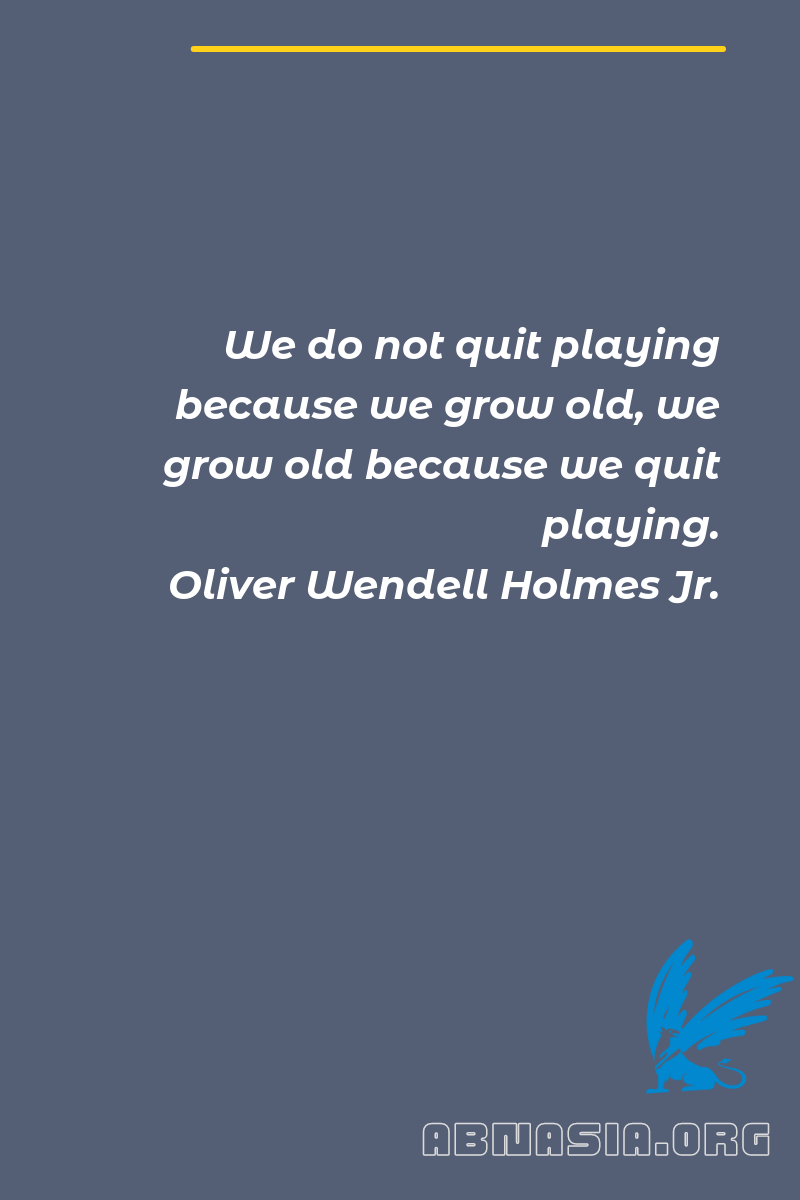 We do not quit playing
because we grow old, we
grow old because we quit
playing.
Oliver Wendell Holmes Jr.
ABNASIA.ORG